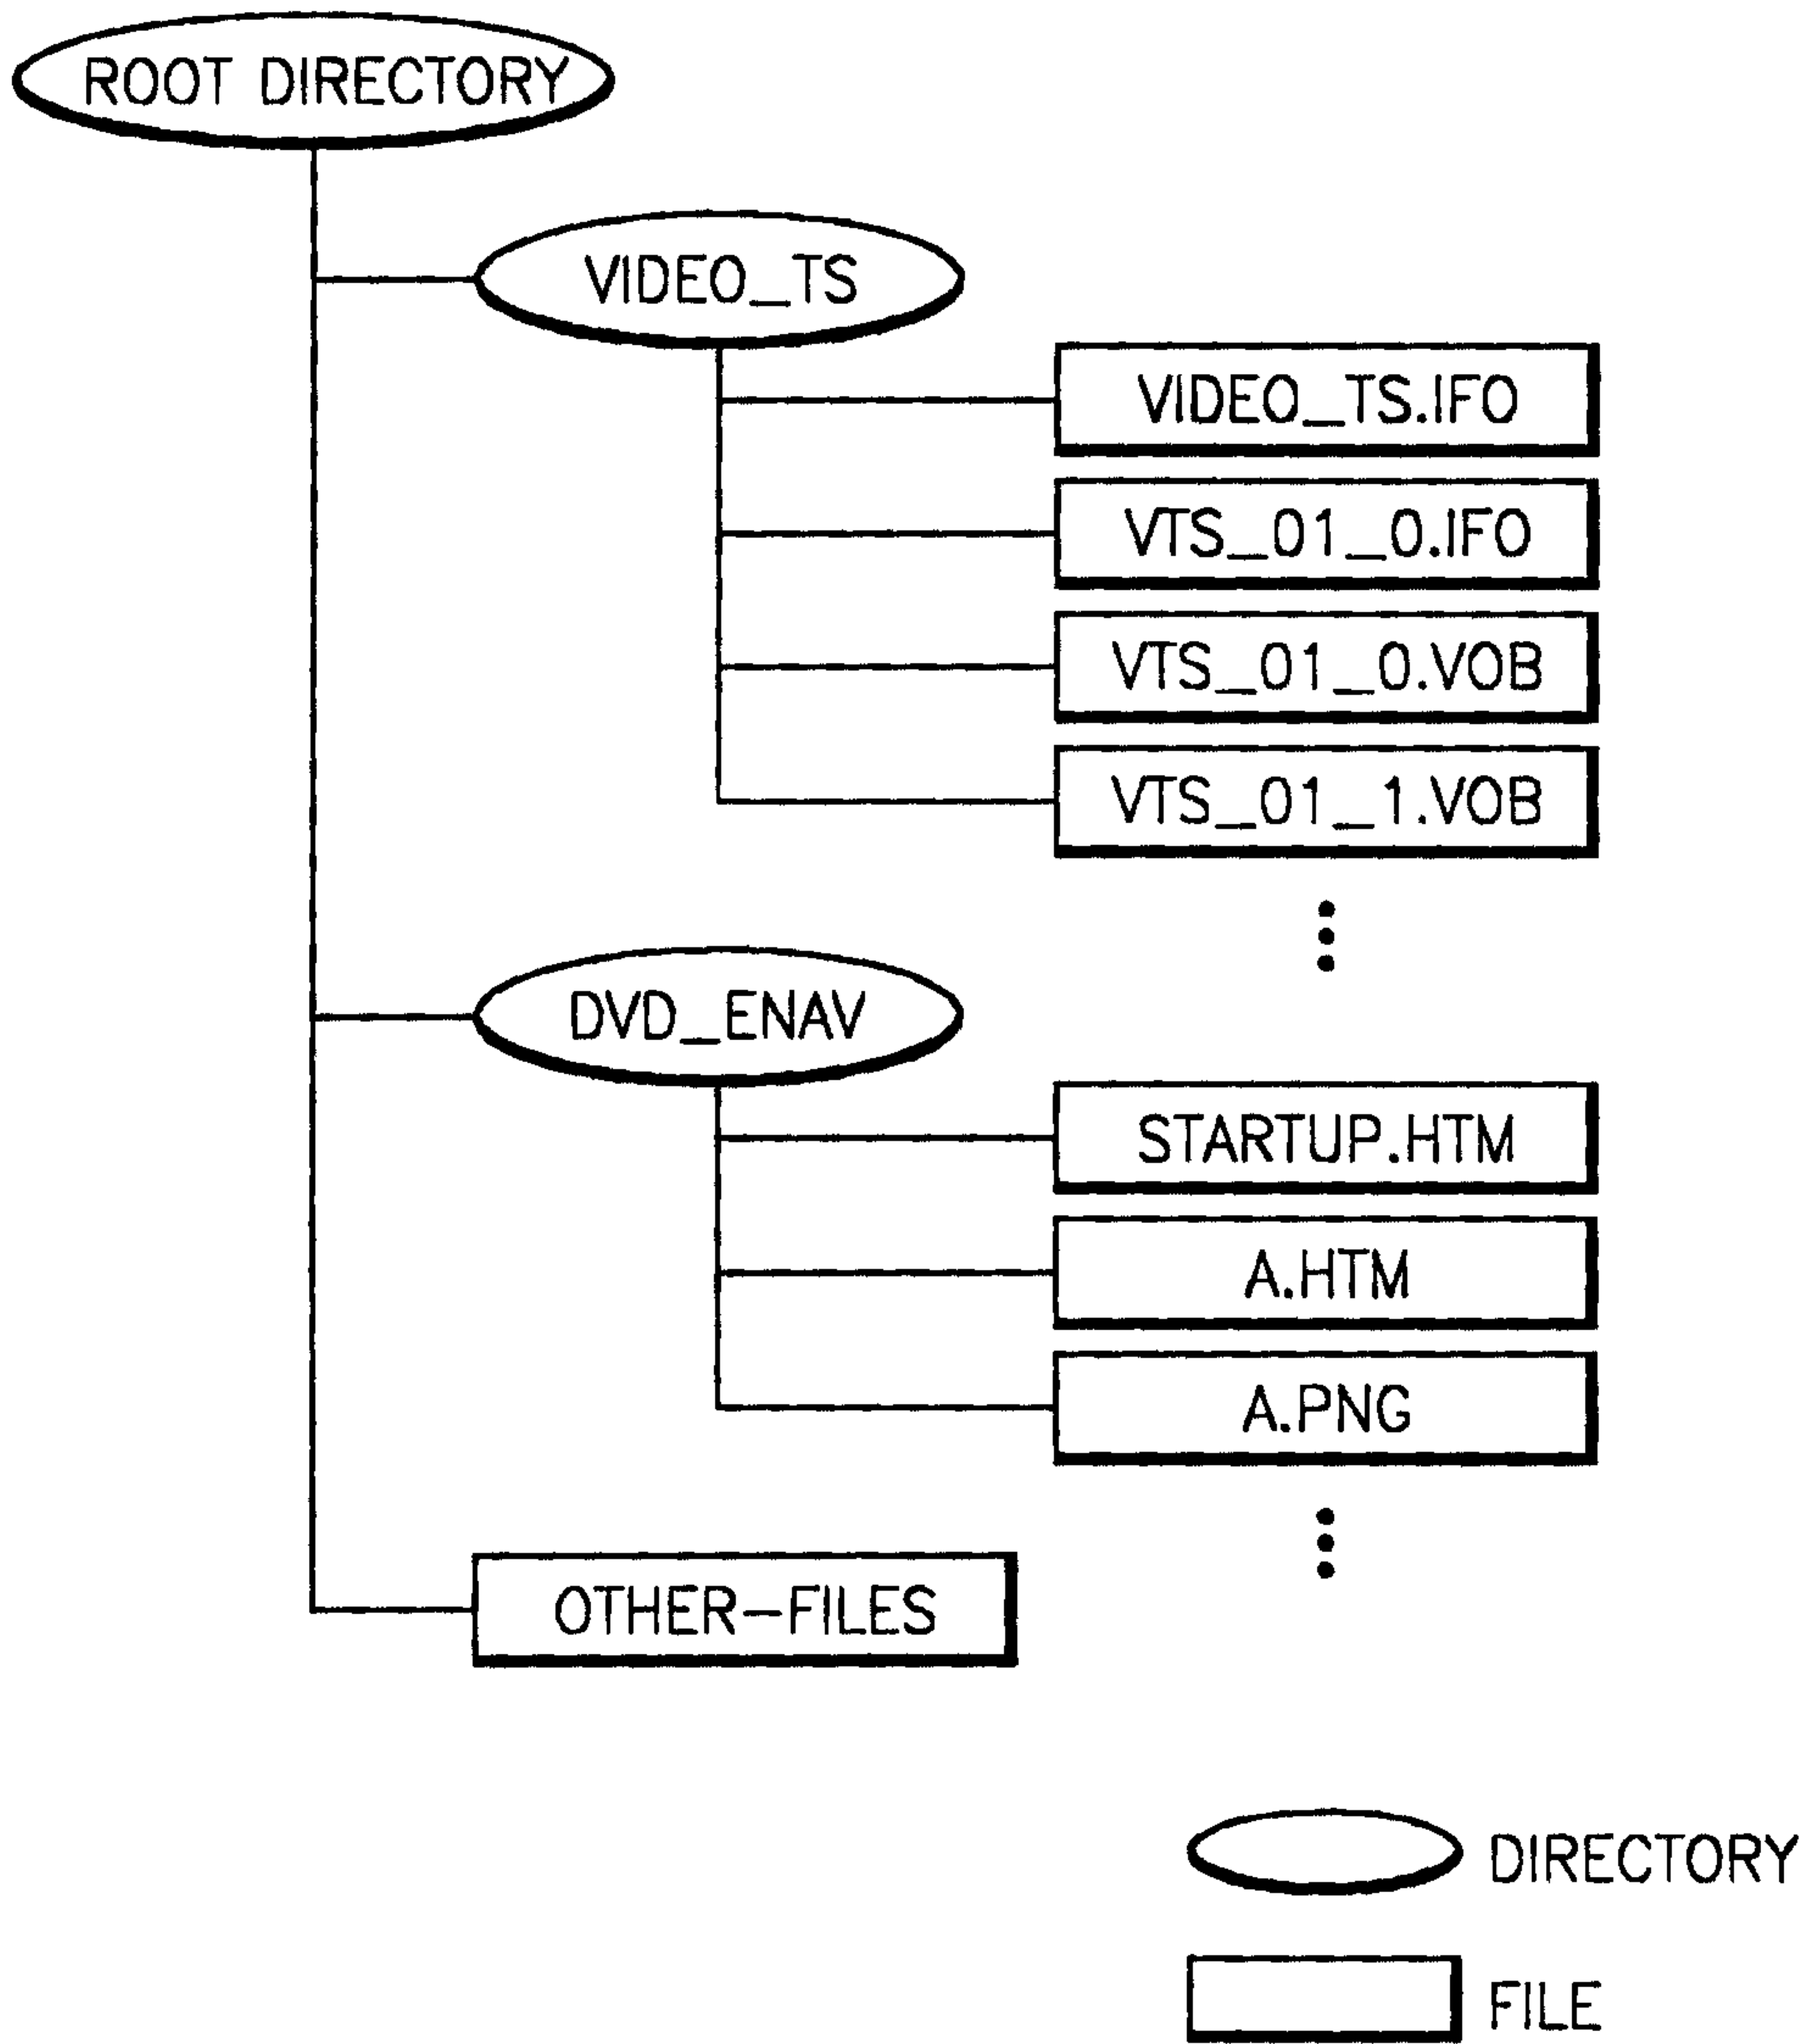 ROOT DIRECTORY
VIDEO_TS
VIDEO_TS.IFO
VTS_01_0.IFO
VTS_01_0.VOB
VTS_01_1.VOB
DVD_ENAV
STARTUP.HTM
A.HTM
A.PNG
OTHER-FILES
DIRECTORY
FILE